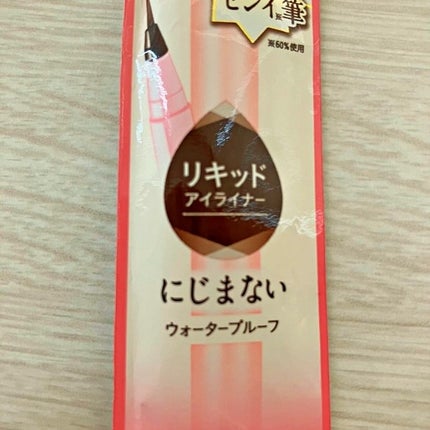 センイ※筆
※60%使用
リキッド
アイライナー
にじまない
ウォータープルーフ